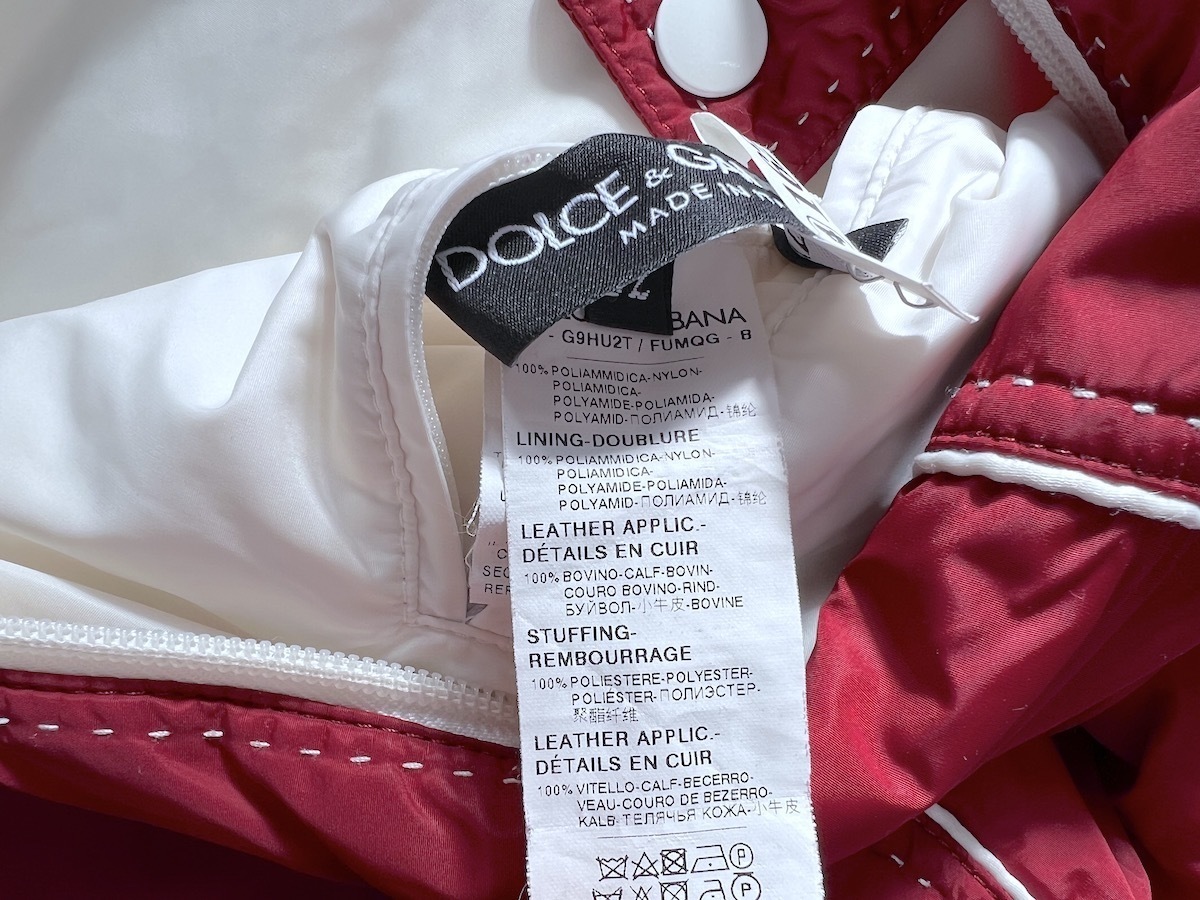 DOLCE & GA
MADE IN
BANA
- G9HU2T / FUMQG - 8
100% POLIAMMIDICA-NYLON-
POLIAMIDICA-
POLYAMIDE-POLIAMIDA-
POLYAMID-ПОЛИАМИД-锦纶
LINING-DOUBLURE
100% POLIAMMIDICA-NYLON-
POLIAMIDICA-
POLYAMIDE-POLIAMIDA-
POLYAMID-ПОЛИАМИД-锦纶
LEATHER APPLIC.-
DÉTAILS EN CUIR
100% BOVINO-CALF-BOVIN-
COURO BOVINO-RIND-
БУЙВОЛ-小牛皮-BOVINE
STUFFING-
REMBOURRAGE
100% POLIESTERE-POLYESTER-
POLIÉSTER-ПОЛИЭСТЕР-
聚酯纤维
LEATHER APPLIC.-
DÉTAILS EN CUIR
100% VITELLO-CALF-BECERRO-
VEAU-COURO DE BEZERRO-
KALB-ТЕЛЯЧЬЯ КОЖА-小牛皮
P
P